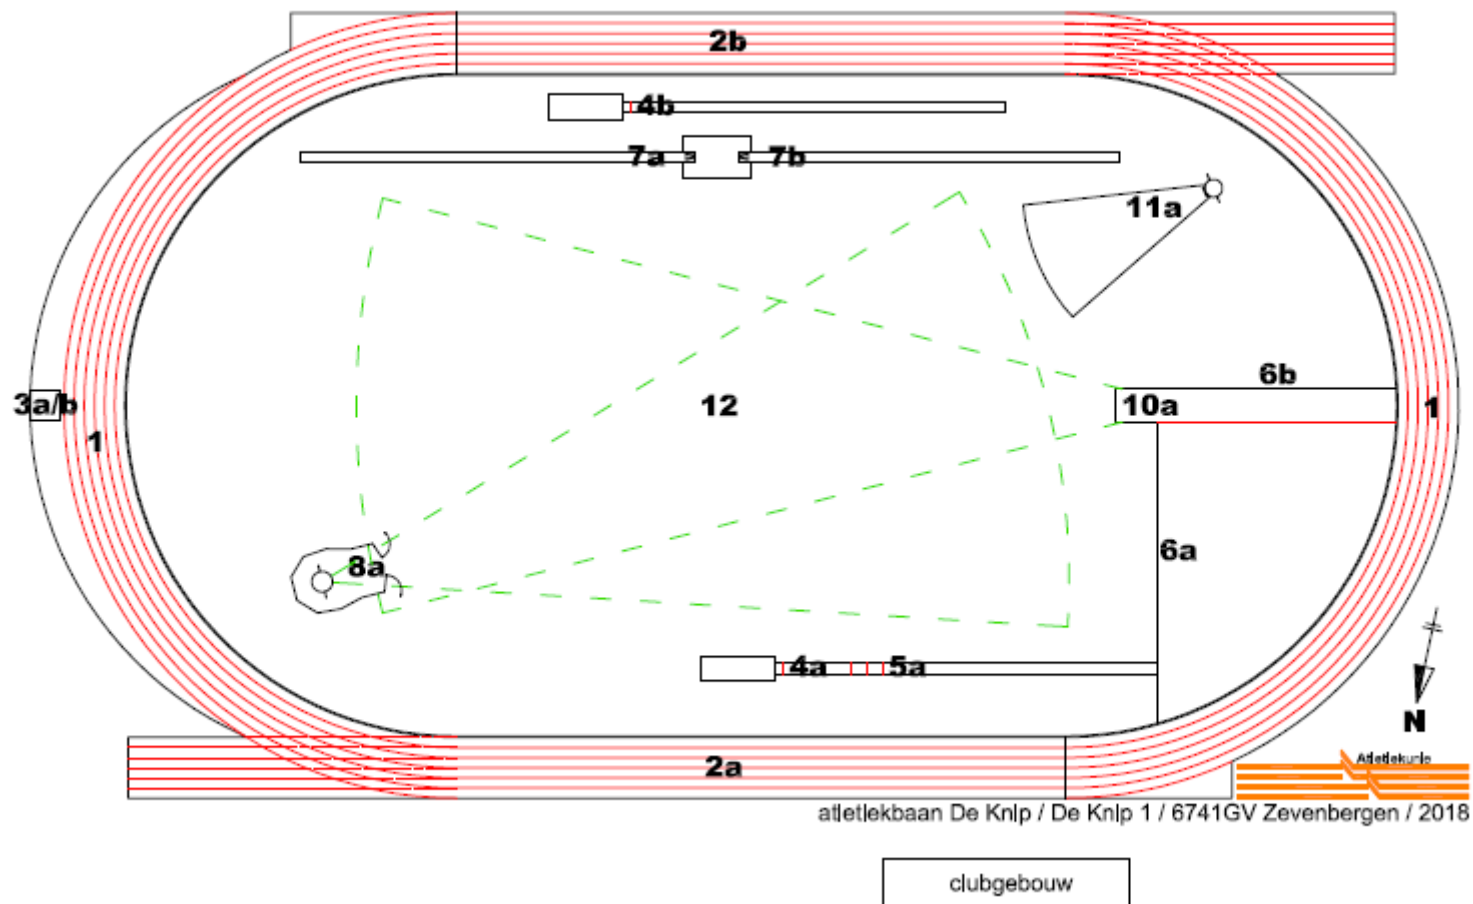 2b
4b
7a
7b
11a
6b
3a/b
12
10a
1
1
6a
8a
4a
5a
N
2a
Atletiekunie
atletiekbaan De Knip / De Knip 1 / 6741GV Zevenbergen / 2018
clubgebouw